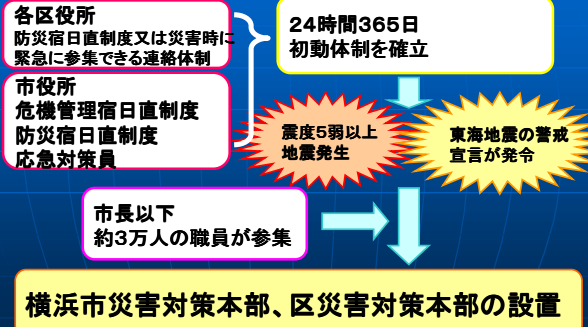 各区役所
防災宿日直制度又は災害時に
緊急に参集できる連絡体制
市役所
危機管理宿日直制度
防災宿日直制度
応急対策員
24時間365日
初動体制を確立
震度5弱以上
地震発生
東海地震の警戒
宣言が発令
市長以下
約3万人の職員が参集
横浜市災害対策本部、区災害対策本部の設置